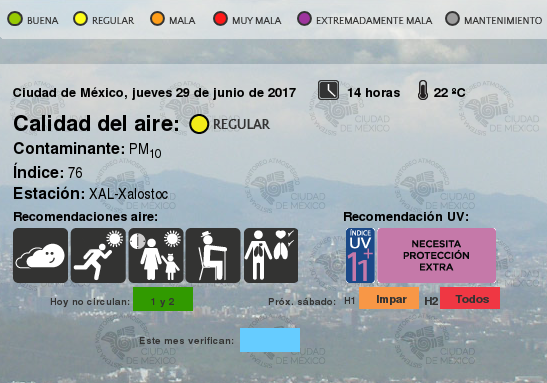 BUENA REGULAR MALA MUY MALA EXTREMADAMENTE MALA MANTENIMIENTO
Ciudad de México, jueves 29 de junio de 2017 14 horas 22 ºC
Calidad del aire: REGULAR
Contaminante: PM10
Índice: 76
Estación: XAL-Xalostoc
Recomendaciones aire: Recomendación UV:
ÍNDICE
UV
11+
NECESITA
PROTECCIÓN
EXTRA
Hoy no circulan: 1 y 2 Próx. sábado: H1 Impar H2 Todos
Este mes verifican:
CIUDAD
DE MÉXICO